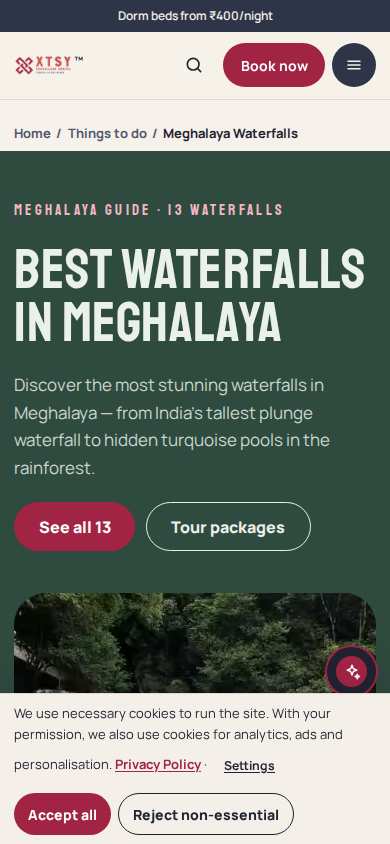 Dorm beds from ₹400/night
XTSY ™
Book now
Home / Things to do / Meghalaya Waterfalls
MEGHALAYA GUIDE · 13 WATERFALLS
BEST WATERFALLS
IN MEGHALAYA
Discover the most stunning waterfalls in
Meghalaya — from India's tallest plunge
waterfall to hidden turquoise pools in the
rainforest.
See all 13
Tour packages
We use necessary cookies to run the site. With your
permission, we also use cookies for analytics, ads and
personalisation. Privacy Policy · Settings
Accept all
Reject non-essential